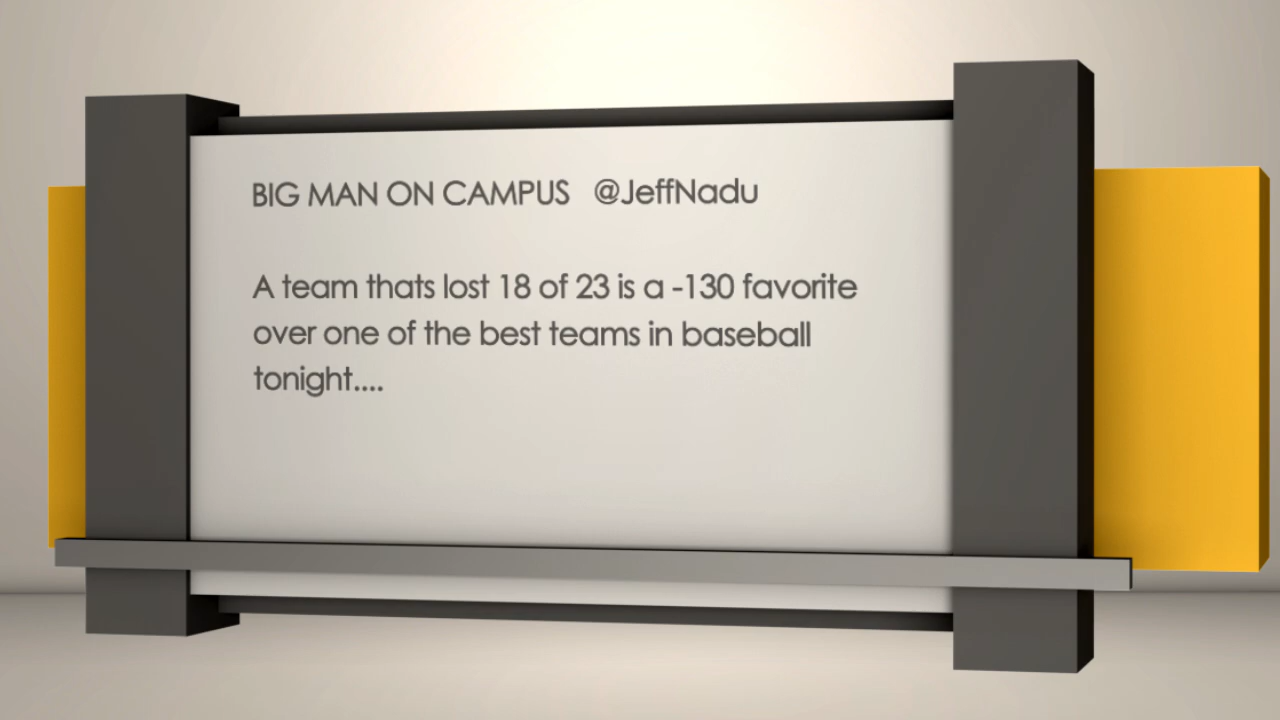 BIG MAN ON CAMPUS @JeffNadu
A team thats lost 18 of 23 is a -130 favorite
over one of the best teams in baseball
tonight....